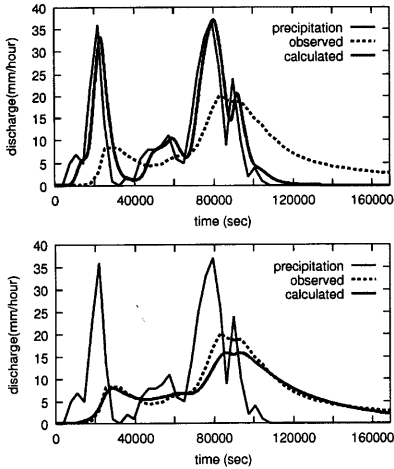 40
35
30
25
20
15
10
5
0
discharge(mm/hour)
precipitation
observed
calculated
0 40000 80000 120000 160000
time (sec)
40
35
30
25
20
15
10
5
0
discharge(mm/hour)
precipitation
observed
calculated
0 40000 80000 120000 160000
time (sec)